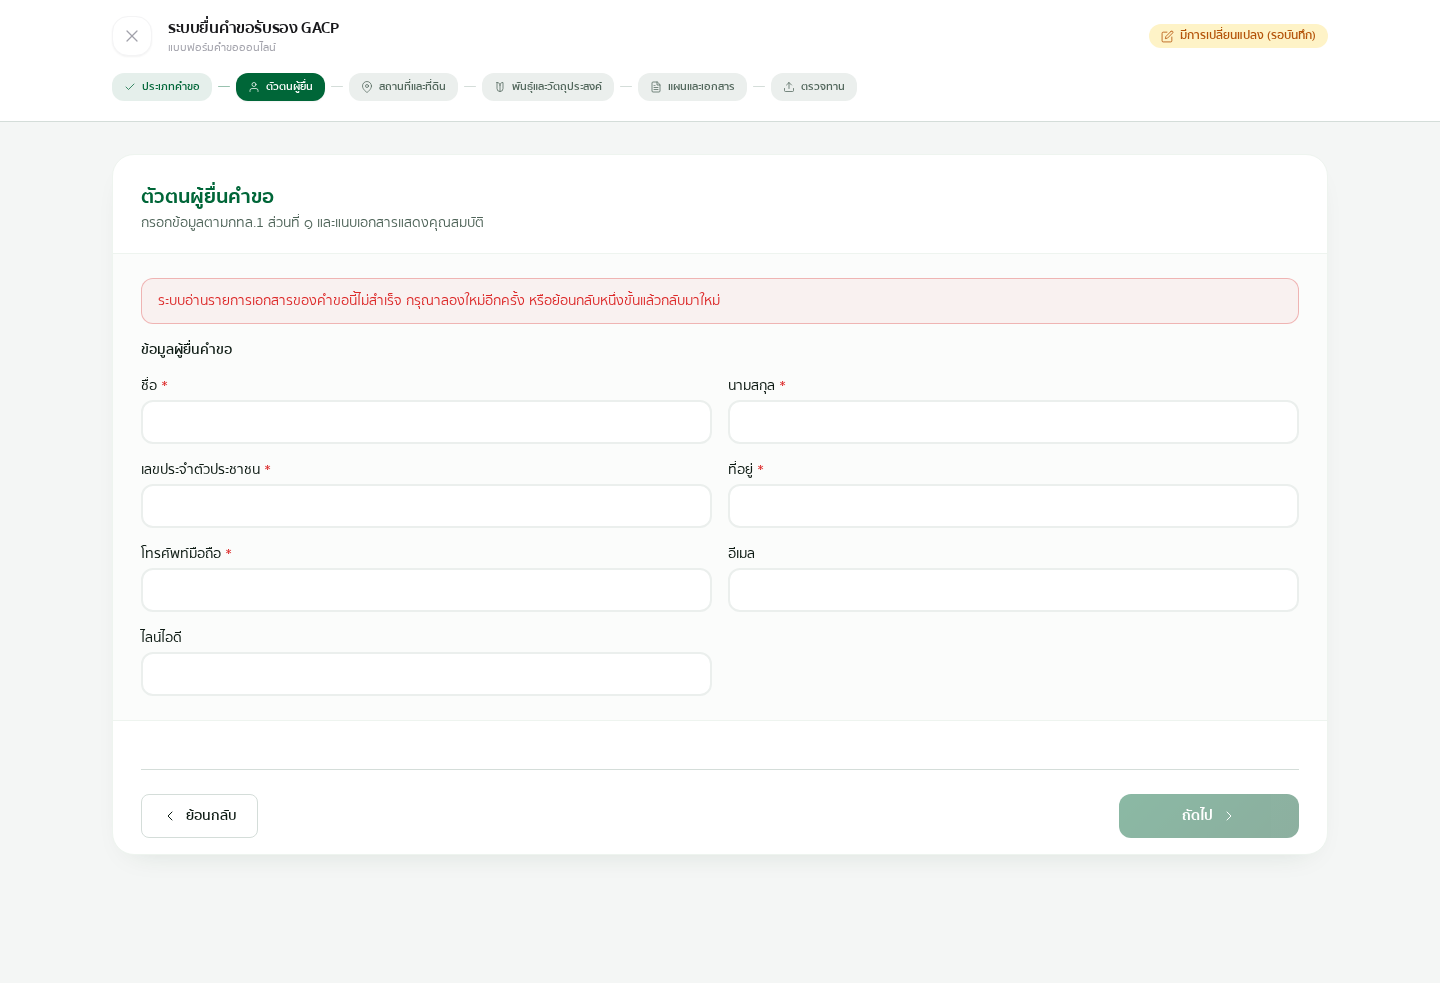 ระบบยื่นคำขอรับรอง GACP
แบบฟอร์มคำขอออนไลน์
มีการเปลี่ยนแปลง (รอบันทึก)
ประเภทคำขอ
ตัวตนผู้ยื่น
สถานที่และที่ดิน
พันธุ์และวัตถุประสงค์
แผนและเอกสาร
ตรวจทาน
ตัวตนผู้ยื่นคำขอ
กรอกข้อมูลตามกทล.1 ส่วนที่ ๑ และแนบเอกสารแสดงคุณสมบัติ
ระบบอ่านรายการเอกสารของคำขอนี้ไม่สำเร็จ กรุณาลองใหม่อีกครั้ง หรือย้อนกลับหนึ่งขั้นแล้วกลับมาใหม่
ข้อมูลผู้ยื่นคำขอ
ชื่อ *
นามสกุล *
เลขประจำตัวประชาชน *
ที่อยู่ *
โทรศัพท์มือถือ *
อีเมล
ไลน์ไอดี
ย้อนกลับ
ถัดไป